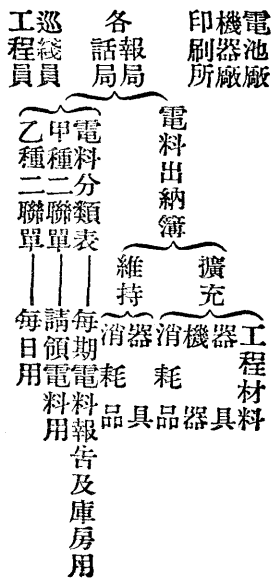 電池廠
機器廠
印刷所
各報局
話局
巡綫員
工程員
電料出納簿
擴充
工程材料
器具
機器
消耗品
維持
器具
消耗品
電料分類表
每期電料報告及庫房用
甲種二聯單
請領電料用
乙種二聯單
每日用